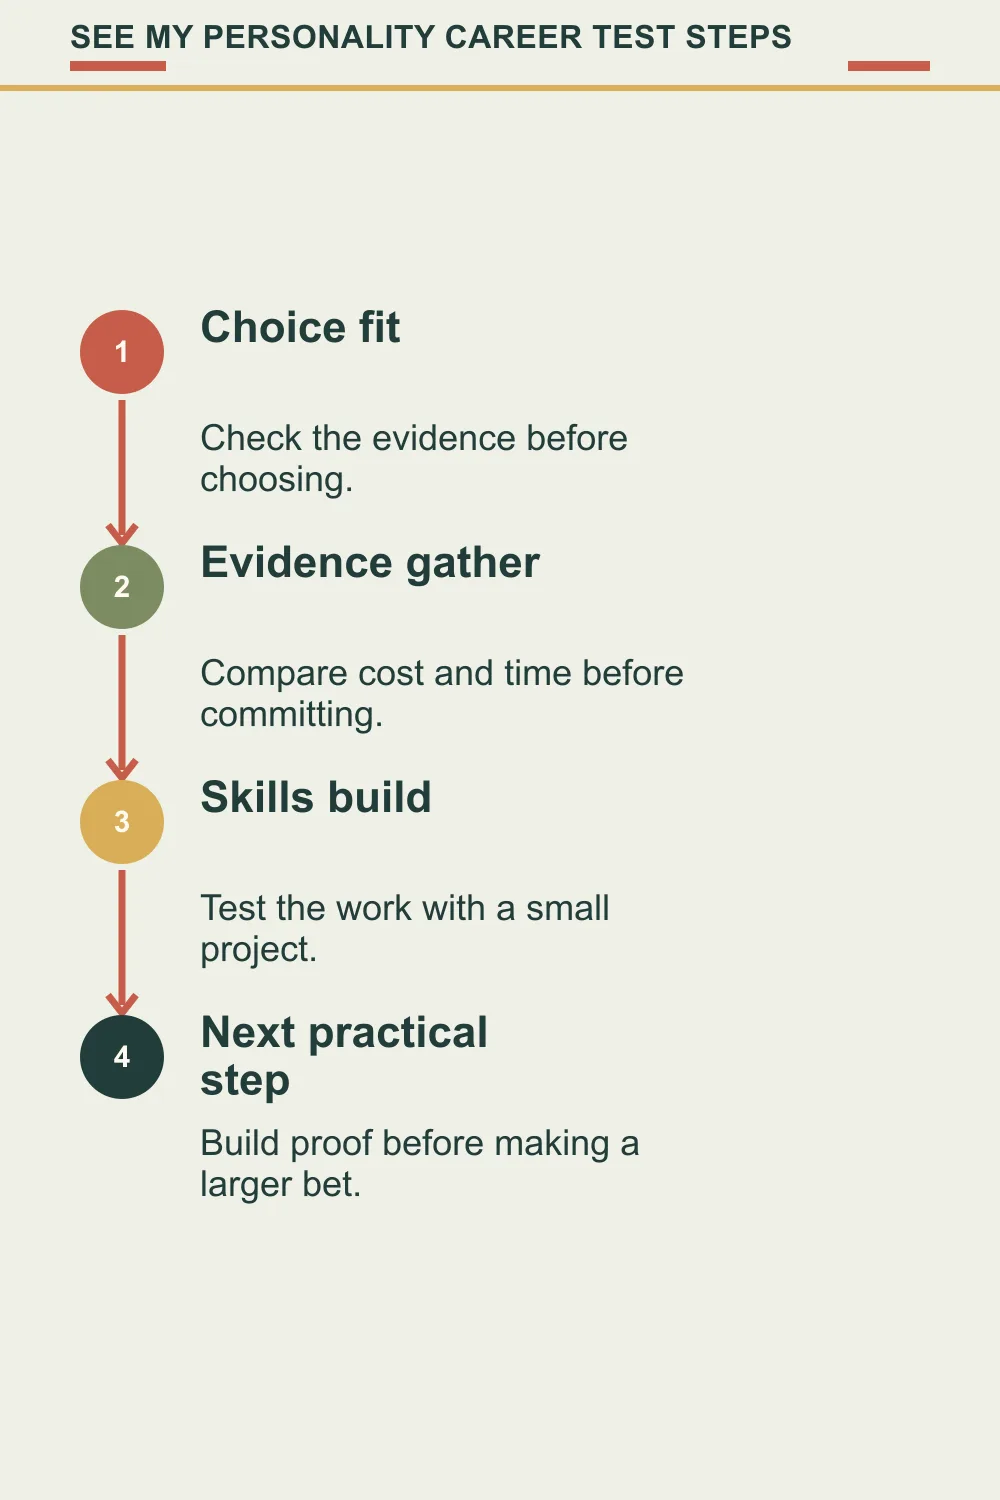 SEE MY PERSONALITY CAREER TEST STEPS
1
Choice fit
Check the evidence before
choosing.
2
Evidence gather
Compare cost and time before
committing.
3
Skills build
Test the work with a small
project.
4
Next practical
step
Build proof before making a
larger bet.